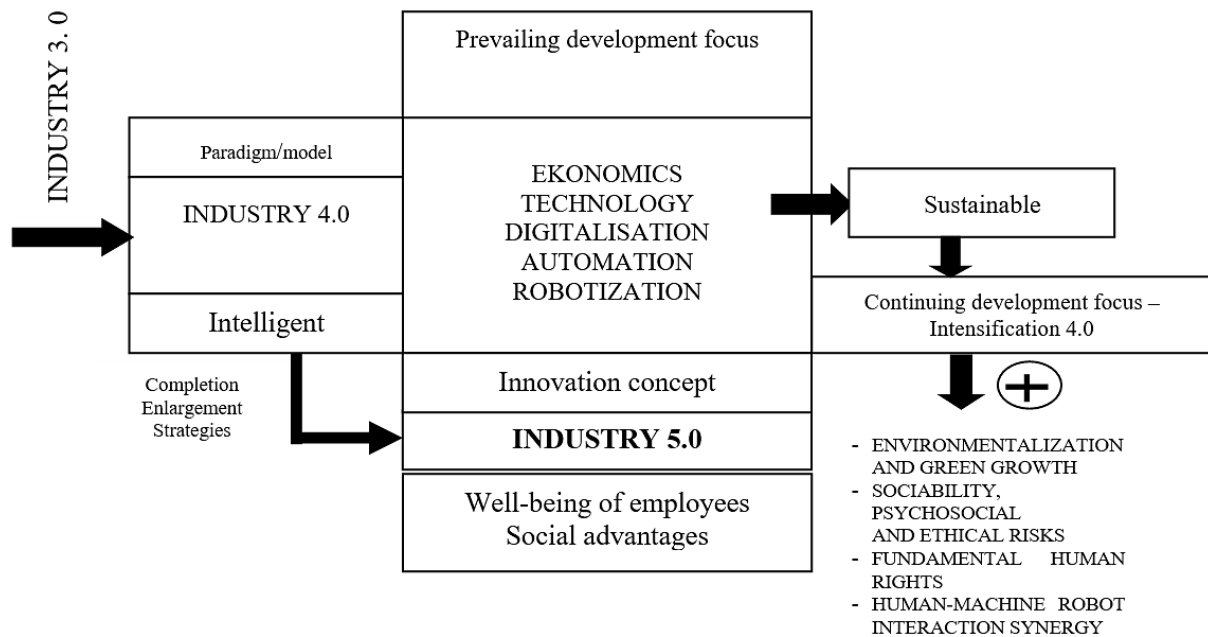 INDUSTRY 3. 0
Prevailing development focus
Paradigm/model
INDUSTRY 4.0
Intelligent
EKONOMICS
TECHNOLOGY
DIGITALISATION
AUTOMATION
ROBOTIZATION
Sustainable
Continuing development focus –
Intensification 4.0
Completion
Enlargement
Strategies
Innovation concept
INDUSTRY 5.0
Well-being of employees
Social advantages
+
- ENVIRONMENTALIZATION
AND GREEN GROWTH
- SOCIABILITY,
PSYCHOSOCIAL
AND ETHICAL RISKS
- FUNDAMENTAL HUMAN
RIGHTS
- HUMAN-MACHINE ROBOT
INTERACTION SYNERGY